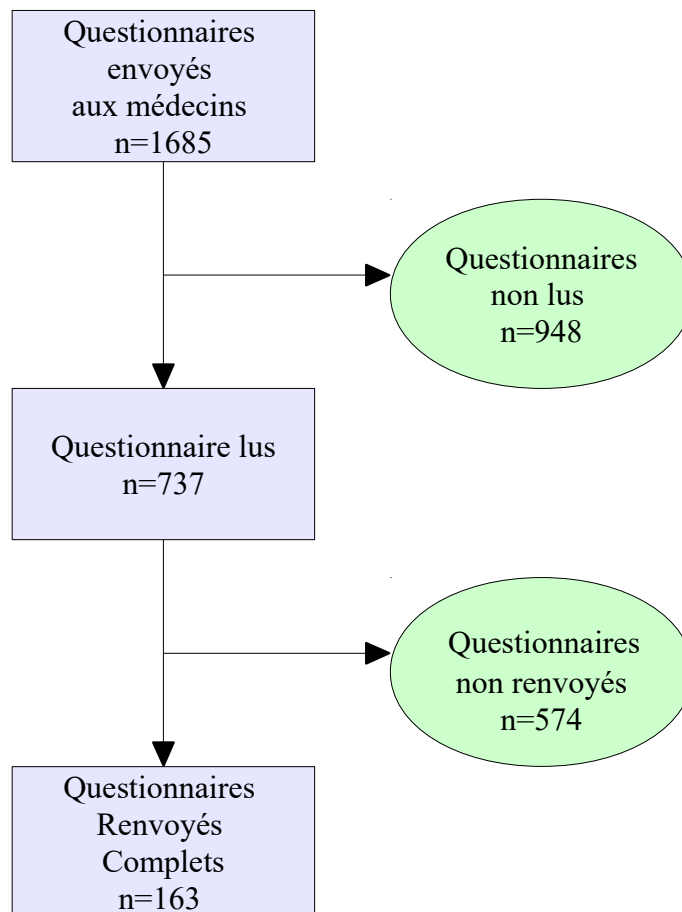 Questionnaires
envoyés
aux médecins
n=1685
Questionnaires
non lus
n=948
Questionnaire lus
n=737
Questionnaires
non renvoyés
n=574
Questionnaires
Renvoyés
Complets
n=163